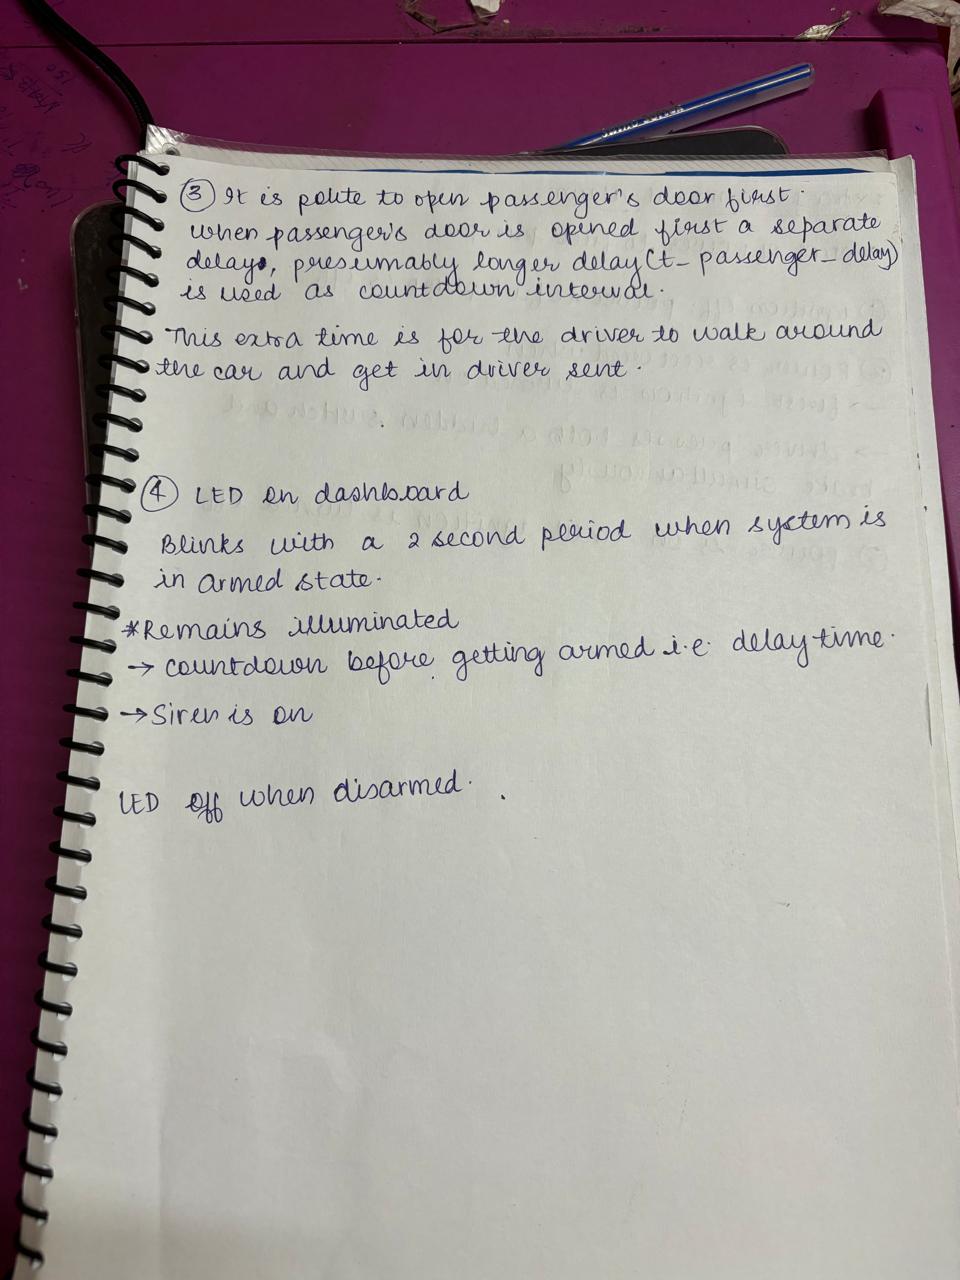 ③ It is polite to open passenger's door first.
when passenger's door is opened first a separate
delay, presumably longer delay (t_passenger_delay)
is used as countdown interval.
This extra time is for the driver to walk around
the car and get in driver sent.
④ LED on dashboard
Blinks with a 2 second period when system is
in armed state.
*Remains illuminated
→ countdown before getting armed i.e. delay time.
→ Siren is on
LED off when disarmed.